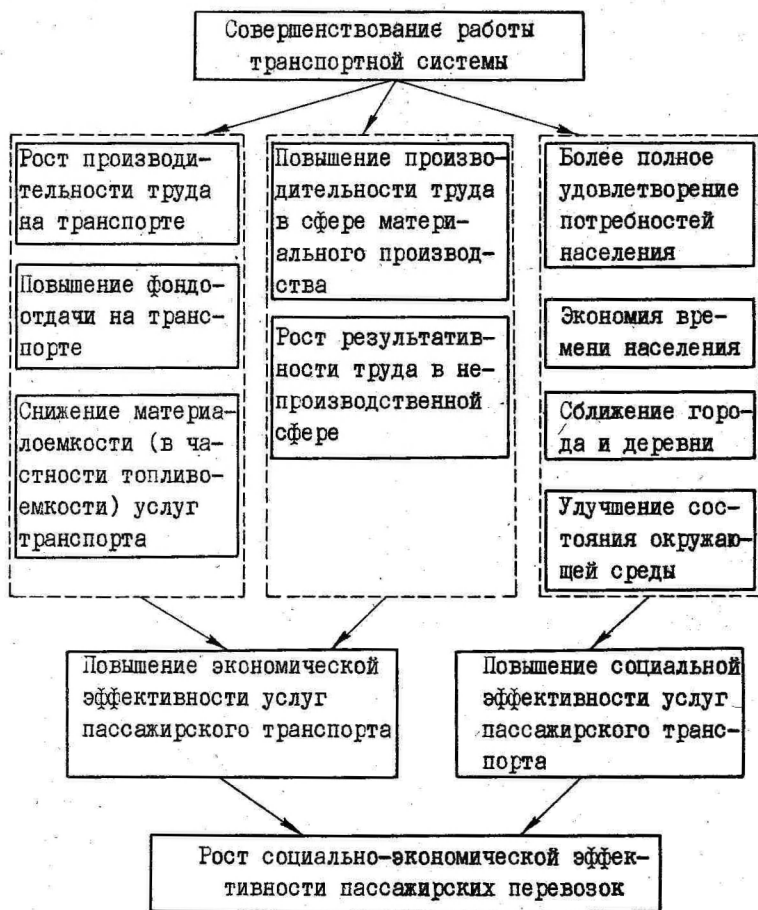 Совершенствование работы
транспортной системы
Рост производи-
тельности труда
на транспорте
Повышение фондо-
отдачи на транс-
порте
Снижение материа-
лоемкости (в ча-
стности топливо-
емкости) услуг
транспорта
Повышение произво-
дительности труда
в сфере матери-
ального производ-
ства
Рост результатив-
ности труда в не-
производственной
сфере
Более полное
удовлетворение
потребностей
населения
Экономия вре-
мени населения
Сближение горо-
да и деревни
Улучшение сос-
тояния окружаю-
щей среды
Повышение экономической
эффективности услуг
пассажирского транспорта
Повышение социальной
эффективности услуг
пассажирского транс-
порта
Рост социально-экономической эффек-
тивности пассажирских перевозок